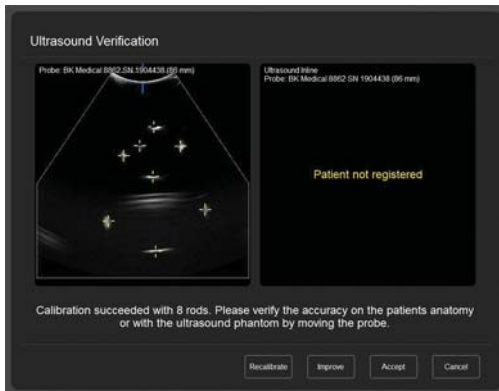 Ultrasound Verification
Probe: BK Medical 8862 SN 1904438 (86 mm)
Ultrasound Inline
Probe: BK Medical 8862 SN 1904438 (86 mm)
Patient not registered
Calibration succeeded with 8 rods. Please verify the accuracy on the patients anatomy
or with the ultrasound phantom by moving the probe.
Recalibrate
Improve
Accept
Cancel